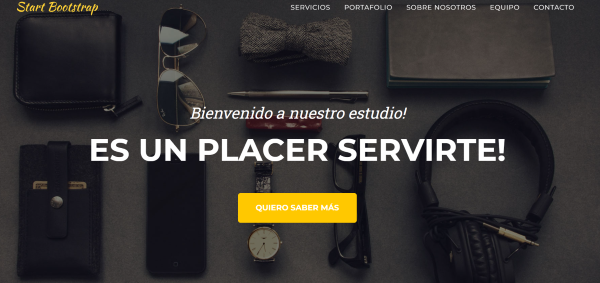 Start Bootstrap
SERVICIOS PORTAFOLIO SOBRE NOSOTROS EQUIPO CONTACTO
Bienvenido a nuestro estudio!
ES UN PLACER SERVIRTE!
QUIERO SABER MÁS